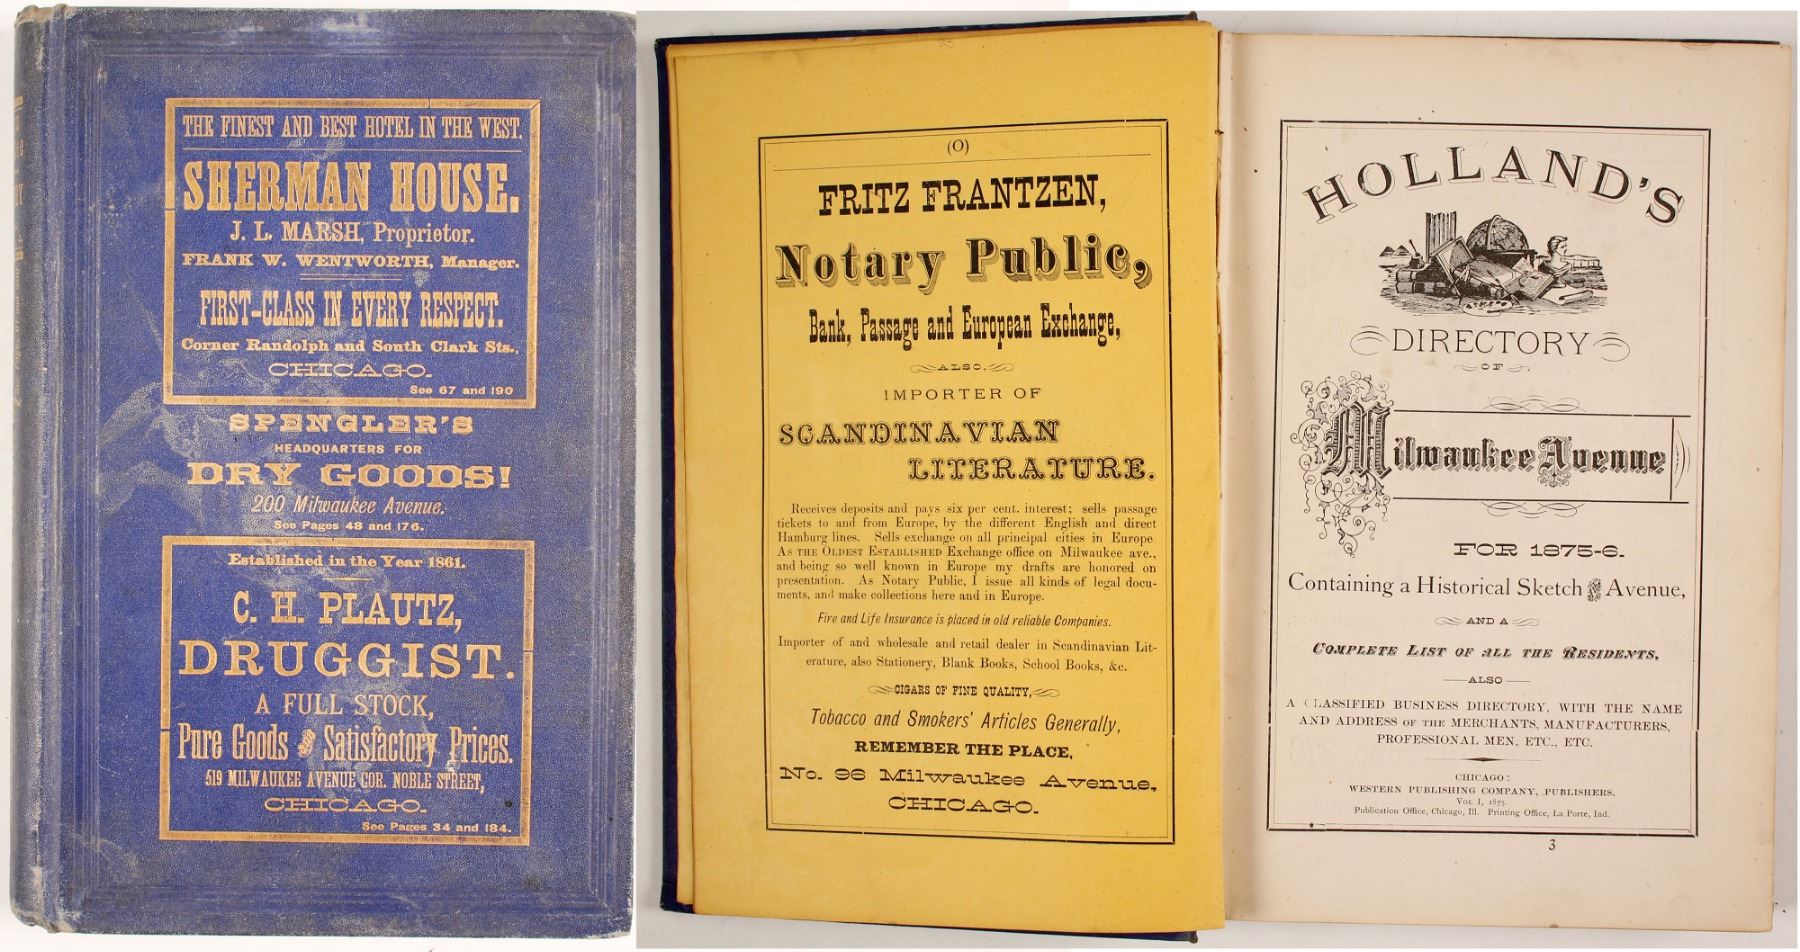 THE FINEST AND BEST HOTEL IN THE WEST.
SHERMAN HOUSE.
J. L. MARSH, Proprietor.
FRANK W. WENTWORTH, Manager.
FIRST-CLASS IN EVERY RESPECT.
Corner Randolph and South Clark Sts.,
CHICAGO.
See 67 and 190
SPENGLER'S
HEADQUARTERS FOR
DRY GOODS!
200 Milwaukee Avenue.
See Pages 48 and 176.
Established in the Year 1861.
C. H. PLAUTZ,
DRUGGIST.
A FULL STOCK,
Pure Goods & Satisfactory Prices.
519 MILWAUKEE AVENUE COR. NOBLE STREET,
CHICAGO.
See Pages 34 and 184.
(O)
FRITZ FRANTZEN,
Notary Public,
Bank, Passage and European Exchange,
ALSO.
IMPORTER OF
SCANDINAVIAN
LITERATURE.
Receives deposits and pays six per cent. interest; sells passage
tickets to and from Europe, by the different English and direct
Hamburg lines. Sells exchange on all principal cities in Europe
AS THE OLDEST ESTABLISHED Exchange office on Milwaukee ave.,
and being so well known in Europe my drafts are honored on
presentation. As Notary Public, I issue all kinds of legal docu-
ments, and make collections here and in Europe.
Fire and Life Insurance is placed in old reliable Companies.
Importer of and wholesale and retail dealer in Scandinavian Lit-
erature, also Stationery, Blank Books, School Books, &c.
CIGARS OF FINE QUALITY,
Tobacco and Smokers' Articles Generally,
REMEMBER THE PLACE,
No. 96 Milwaukee Avenue,
CHICAGO.
HOLLAND'S
DIRECTORY
OF
Milwaukee Avenue
FOR 1875-6.
Containing a Historical Sketch of Avenue,
AND A
COMPLETE LIST OF ALL THE RESIDENTS,
ALSO
A CLASSIFIED BUSINESS DIRECTORY, WITH THE NAME
AND ADDRESS OF THE MERCHANTS, MANUFACTURERS,
PROFESSIONAL MEN, ETC., ETC.
CHICAGO:
WESTERN PUBLISHING COMPANY, PUBLISHERS.
VOL I, 1875.
Publication Office, Chicago, Ill. Printing Office, La Porte, Ind.
3